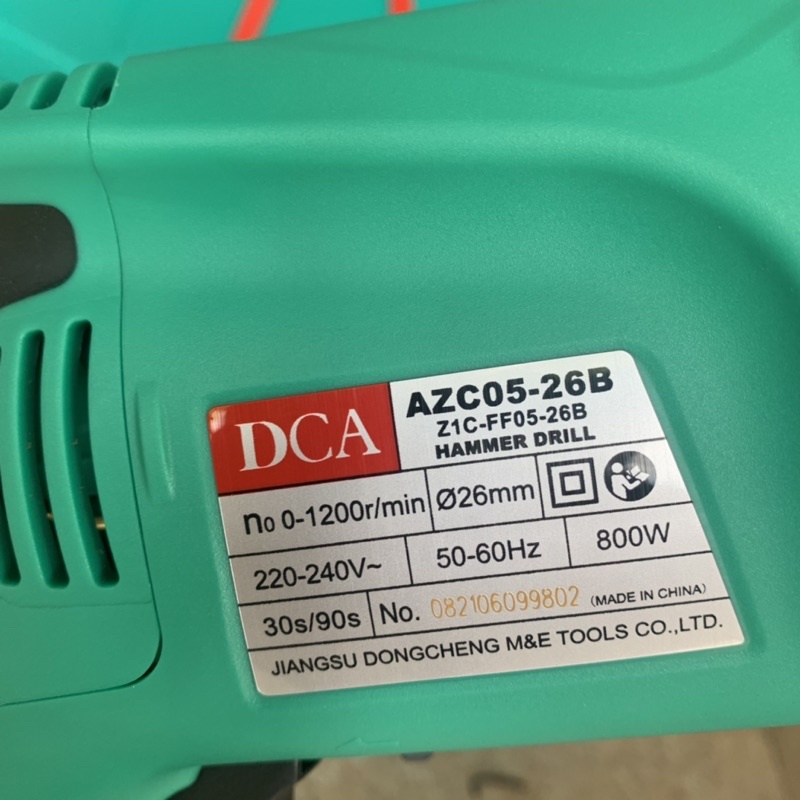 DCA
AZC05-26B
Z1C-FF05-26B
HAMMER DRILL
n₀ 0-1200r/min Ø26mm
220-240V~ 50-60Hz 800W
30s/90s No. 082106099802 (MADE IN CHINA)
JIANGSU DONGCHENG M&E TOOLS CO.,LTD.